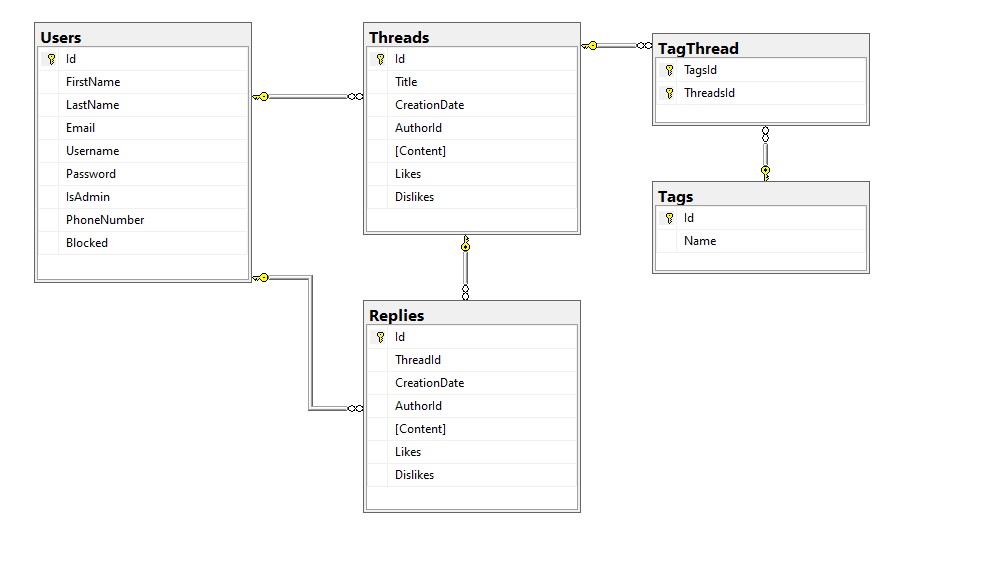 Users
Id
FirstName
LastName
Email
Username
Password
IsAdmin
PhoneNumber
Blocked
Threads
Id
Title
CreationDate
AuthorId
[Content]
Likes
Dislikes
TagThread
TagsId
ThreadsId
Tags
Id
Name
Replies
Id
ThreadId
CreationDate
AuthorId
[Content]
Likes
Dislikes